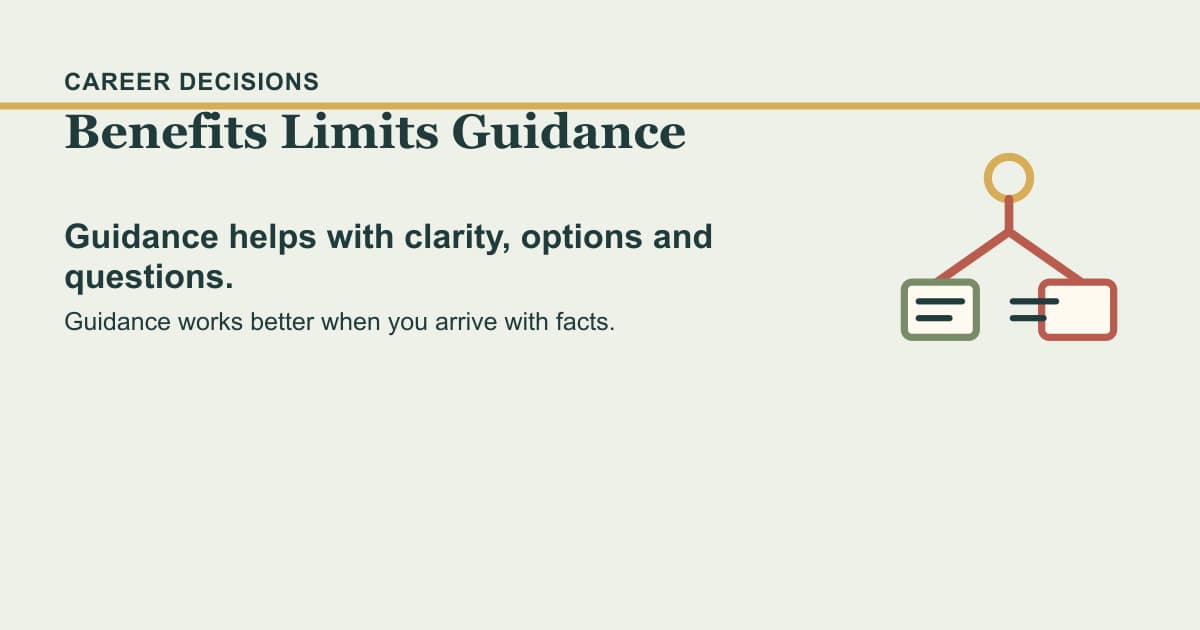 CAREER DECISIONS
Benefits Limits Guidance
Guidance helps with clarity, options and
questions.
Guidance works better when you arrive with facts.